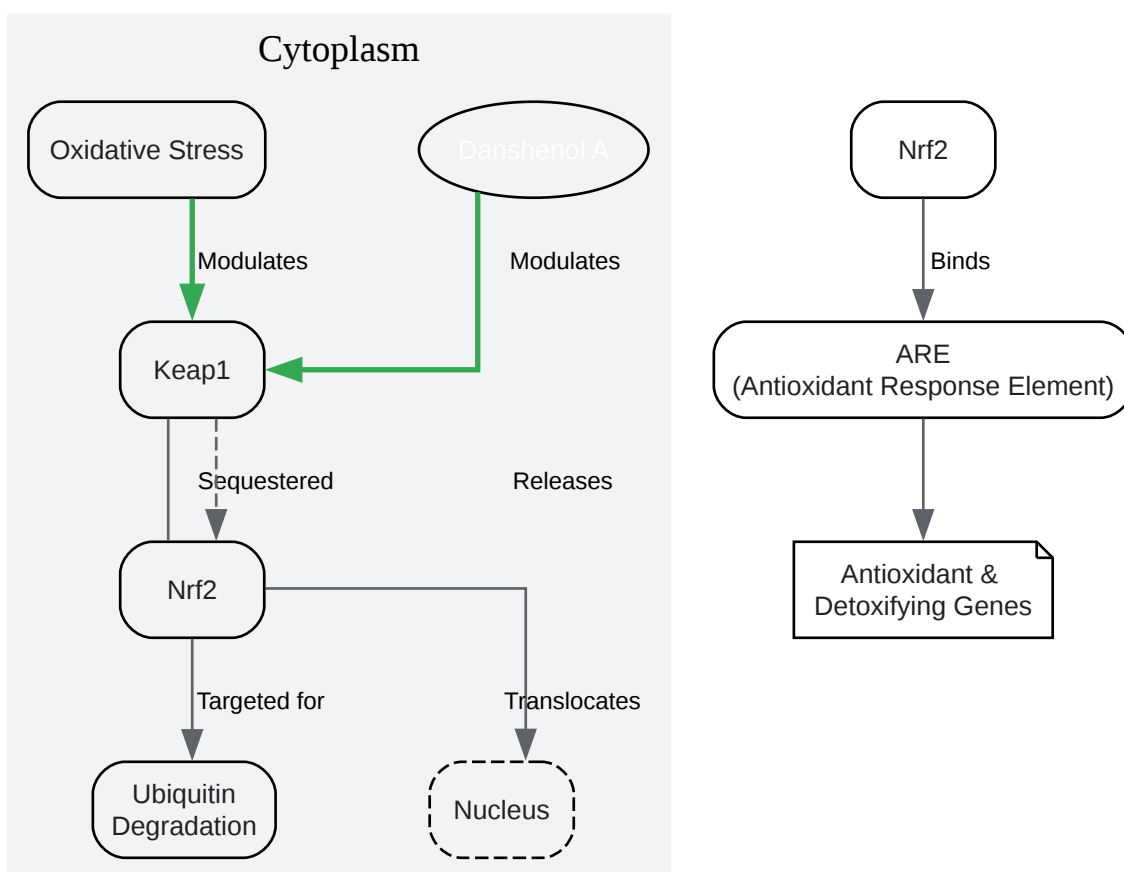 Cytoplasm
Oxidative Stress
Danshenol A
Nrf2
Modulates
Modulates
Binds
Keap1
ARE
(Antioxidant Response Element)
Sequestered
Releases
Nrf2
Antioxidant &
Detoxifying Genes
Targeted for
Translocates
Ubiquitin
Degradation
Nucleus